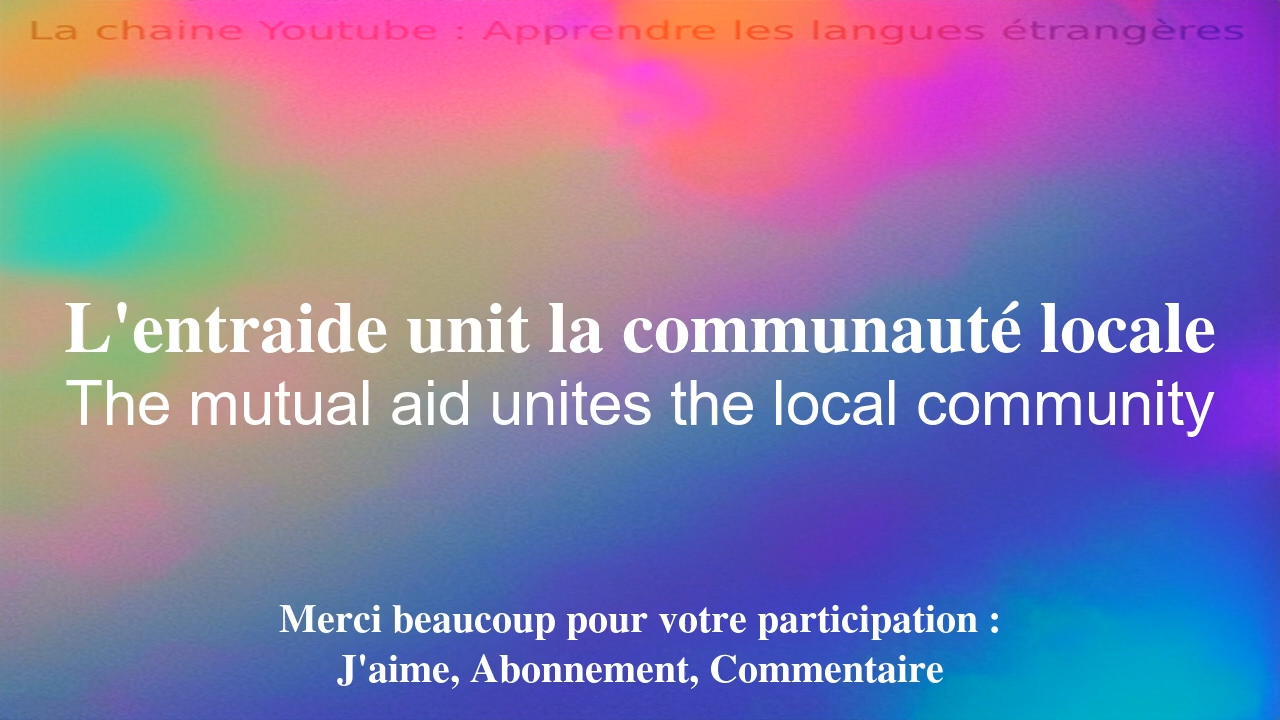 La chaine Youtube : Apprendre les langues étrangères
L'entraide unit la communauté locale
The mutual aid unites the local community
Merci beaucoup pour votre participation :
J'aime, Abonnement, Commentaire